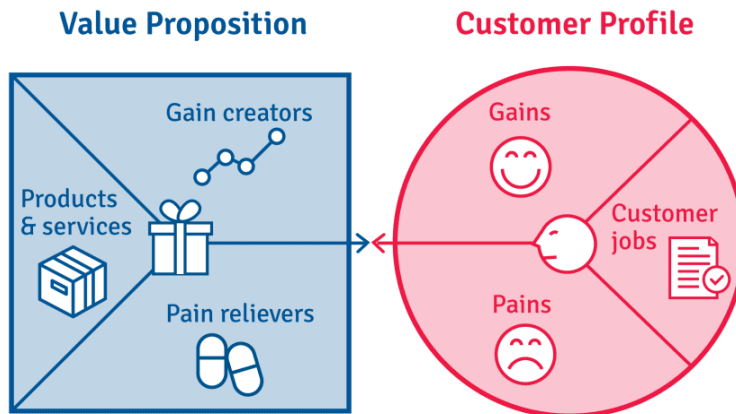 Value Proposition
Customer Profile
Gain creators
Products
& services
Pain relievers
Gains
Customer
jobs
Pains